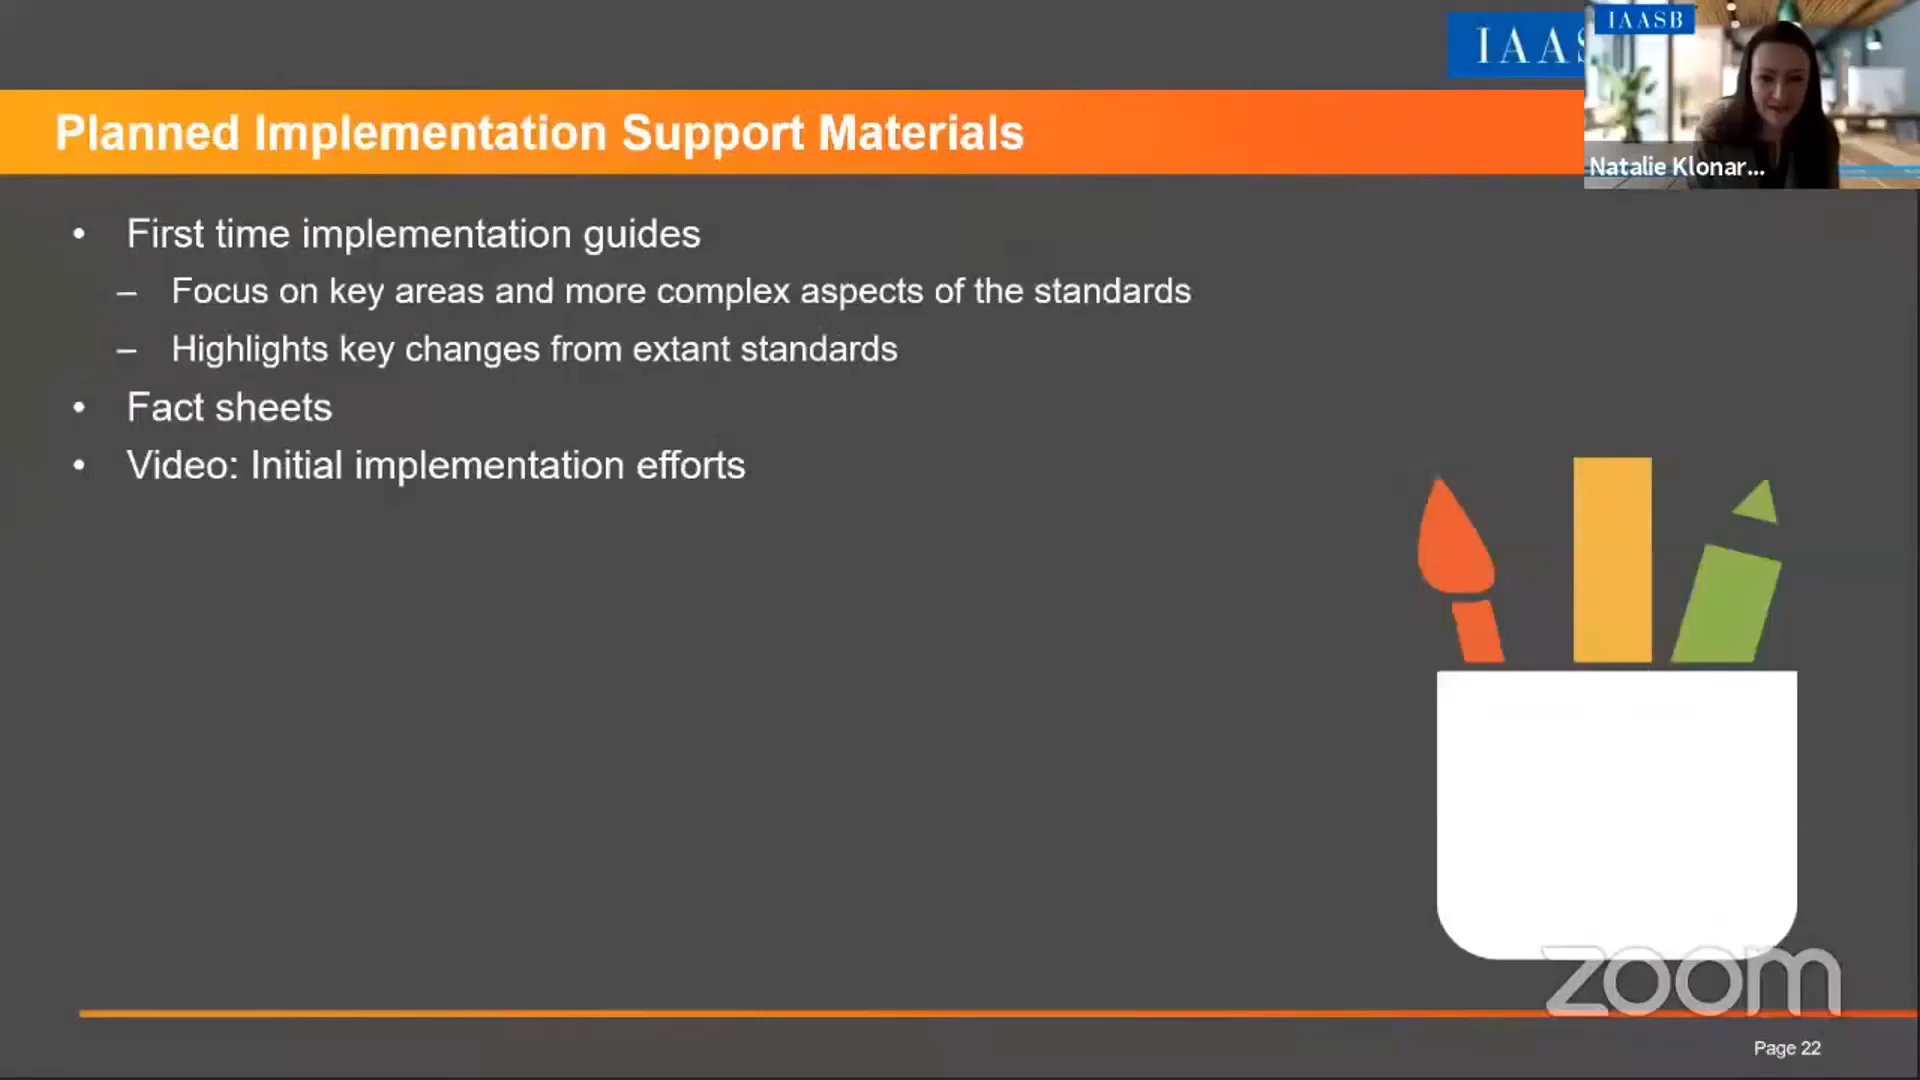 IAASB
Planned Implementation Support Materials
Natalie Klonar...
• First time implementation guides
– Focus on key areas and more complex aspects of the standards
– Highlights key changes from extant standards
• Fact sheets
• Video: Initial implementation efforts
zoom
Page 22